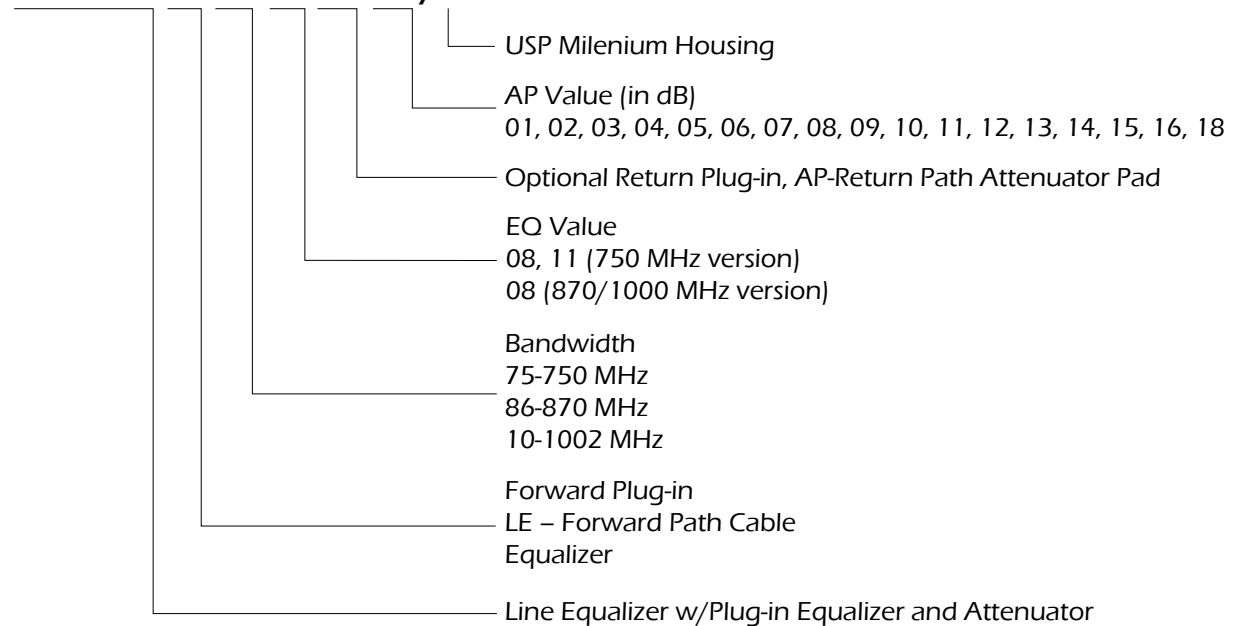 USP Milenium Housing
AP Value (in dB)
01, 02, 03, 04, 05, 06, 07, 08, 09, 10, 11, 12, 13, 14, 15, 16, 18
Optional Return Plug-in, AP-Return Path Attenuator Pad
EQ Value
08, 11 (750 MHz version)
08 (870/1000 MHz version)
Bandwidth
75-750 MHz
86-870 MHz
10-1002 MHz
Forward Plug-in
LE – Forward Path Cable
Equalizer
Line Equalizer w/Plug-in Equalizer and Attenuator